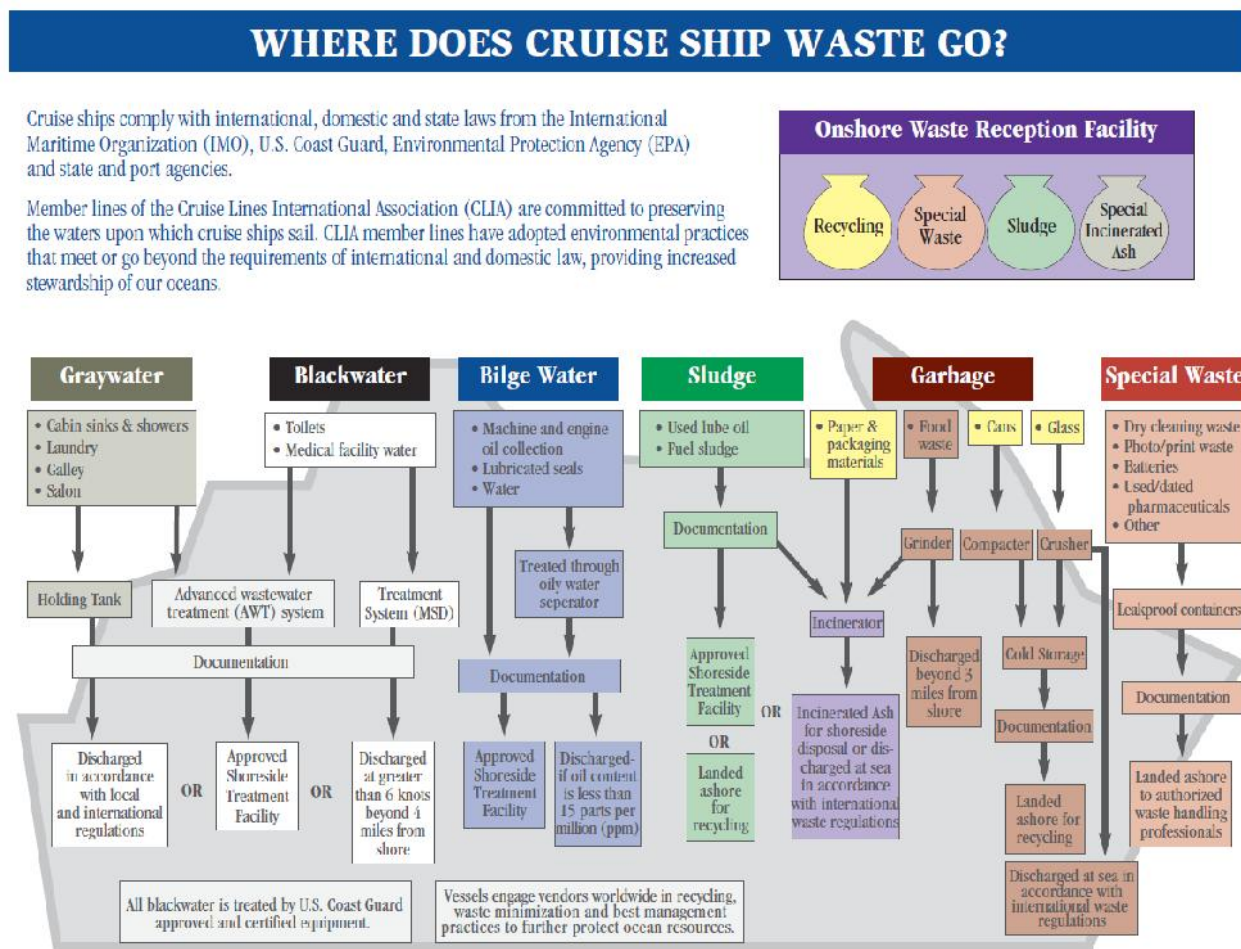 WHERE DOES CRUISE SHIP WASTE GO?
Cruise ships comply with international, domestic and state laws from the International
Maritime Organization (IMO), U.S. Coast Guard, Environmental Protection Agency (EPA)
and state and port agencies.
Member lines of the Cruise Lines International Association (CLIA) are committed to preserving
the waters upon which cruise ships sail. CLIA member lines have adopted environmental practices
that meet or go beyond the requirements of international and domestic law, providing increased
stewardship of our oceans.
Onshore Waste Reception Facility
Recycling
Special
Waste
Sludge
Special
Incinerated
Ash
Graywater
• Cabin sinks & showers
• Laundry
• Galley
• Salon
Blackwater
• Toilets
• Medical facility water
Bilge Water
• Machine and engine
oil collection
• Lubricated seals
• Water
Sludge
• Used lube oil
• Fuel sludge
Garbage
• Paper &
packaging
materials
• Food
waste
• Cans
• Glass
Special Waste
• Dry cleaning waste
• Photo/print waste
• Batteries
• Used/dated
pharmaceuticals
• Other
Holding Tank
Advanced wastewater
treatment (AWT) system
Treatment
System (MSD)
Treated through
oily water
seperator
Documentation
Grinder
Compacter
Crusher
Leakproof containers
Incinerator
Documentation
Documentation
Approved
Shoreside
Treatment
Facility
OR
Landed
ashore
for
recycling
OR
Discharged
beyond 3
miles from
shore
Cold Storage
Documentation
Documentation
Discharged
in accordance
with local
and international
regulations
OR
Approved
Shoreside
Treatment
Facility
OR
Discharged
at greater
than 6 knots
beyond 4
miles from
shore
Approved
Shoreside
Treatment
Facility
Discharged-
if oil content
is less than
15 parts per
million (ppm)
Incinerated Ash
for shoreside
disposal or dis-
charged at sea
in accordance
with international
waste regulations
Landed
ashore for
recycling
Landed ashore
to authorized
waste handling
professionals
Discharged at sea in
accordance with
international waste
regulations
All blackwater is treated by U.S. Coast Guard
approved and certified equipment.
Vessels engage vendors worldwide in recycling,
waste minimization and best management
practices to further protect ocean resources.